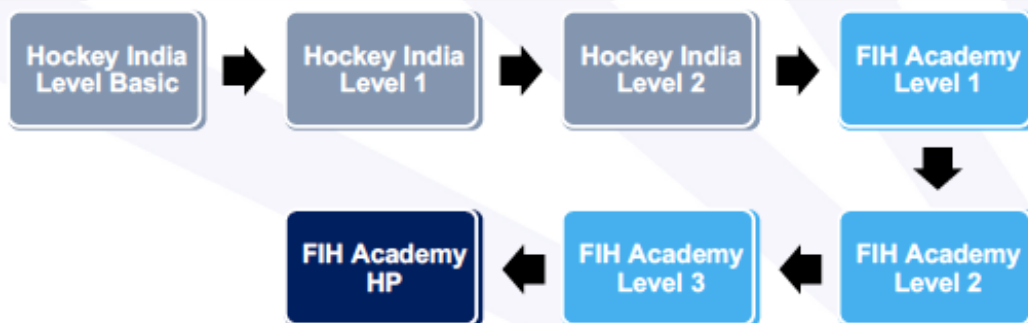 Hockey India
Level Basic
Hockey India
Level 1
Hockey India
Level 2
FIH Academy
Level 1
FIH Academy
Level 2
FIH Academy
Level 3
FIH Academy
HP